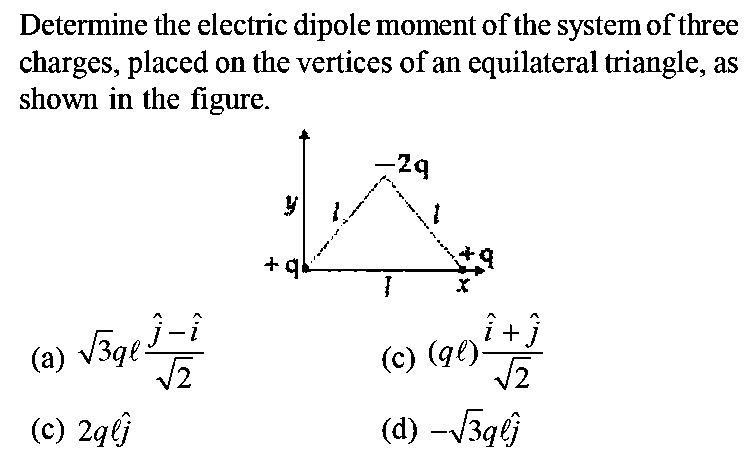 Determine the electric dipole moment of the system of three
charges, placed on the vertices of an equilateral triangle, as
shown in the figure.
−2q
y l l
+q +q
l x
(a) √3qℓ (ĵ − î)/√2 (c) (qℓ) (î + ĵ)/√2
(c) 2qℓĵ (d) −√3qℓĵ